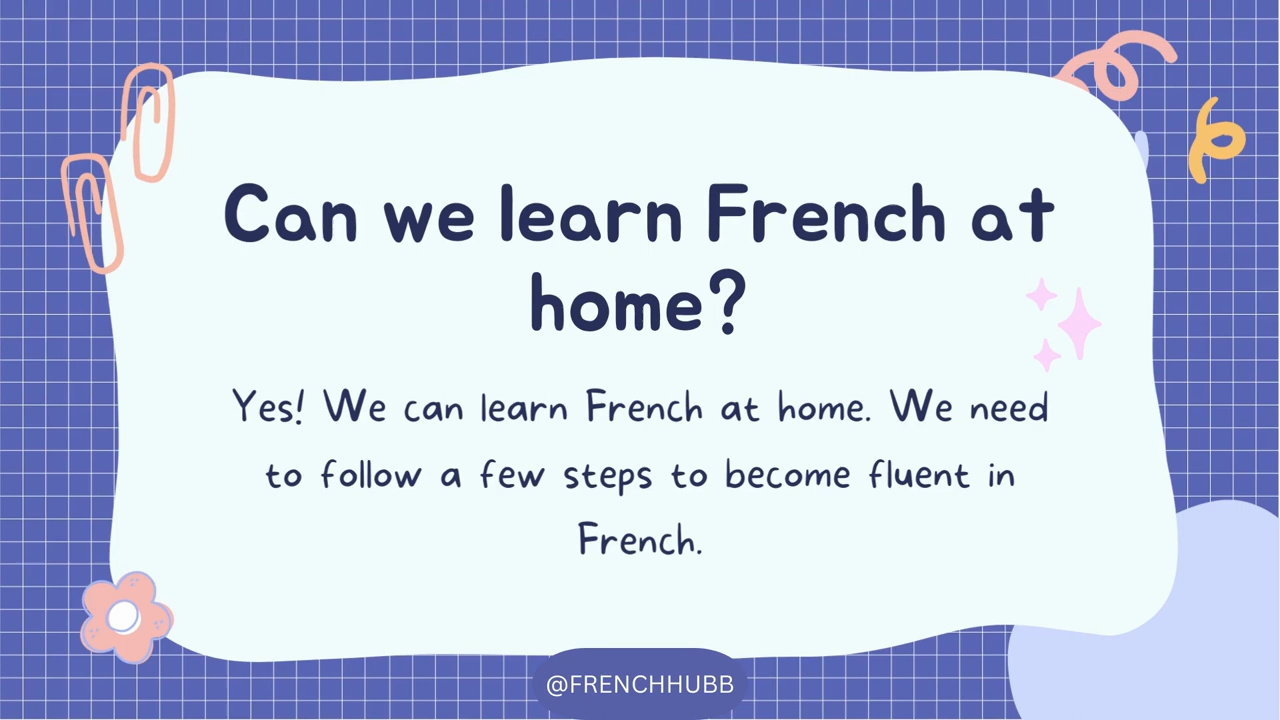 Can we learn French at
home?
Yes! We can learn French at home. We need
to follow a few steps to become fluent in
French.
@FRENCHHUBB